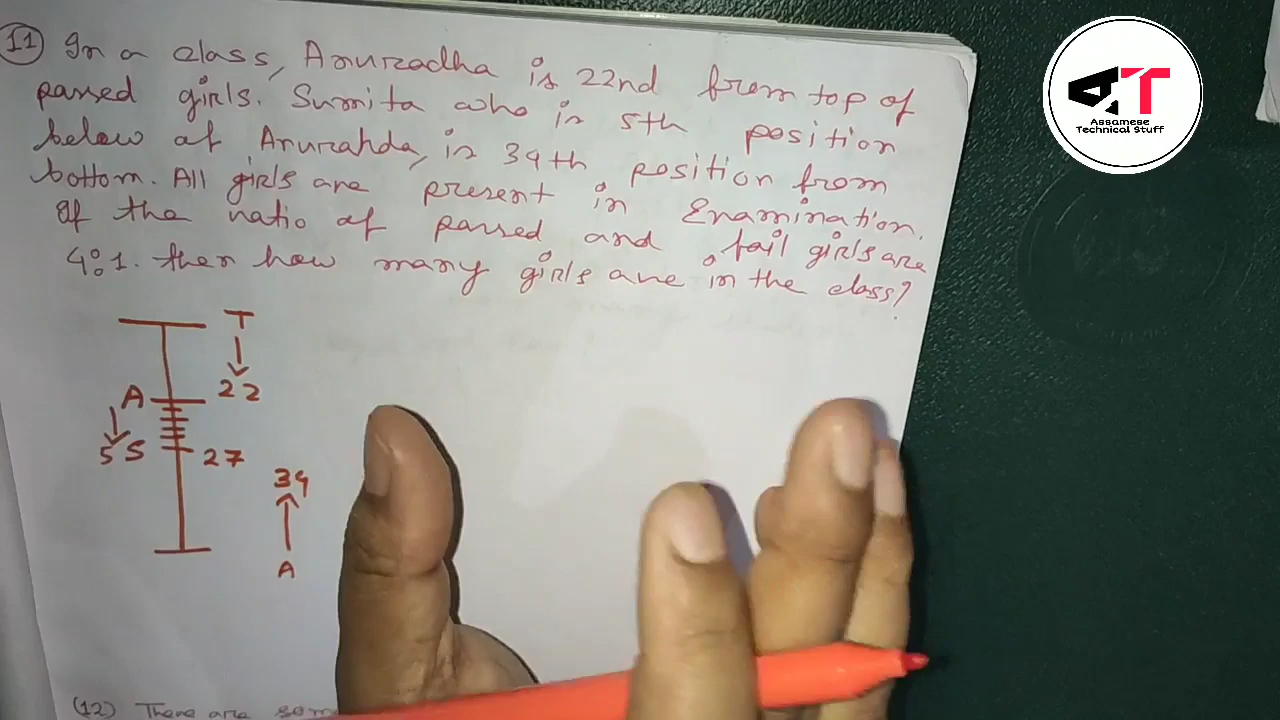 11 In a class, Anuradha is 22nd from top of
passed girls. Sumita who is 5th position
below of Anurahda, is 34th position from
bottom. All girls are present in Examination.
If the ratio of passed and fail girls are
4:1. then how many girls are in the class?
T
A 22
5 S 27
34
A
(12) There are som
AT
Assamese
Technical Stuff